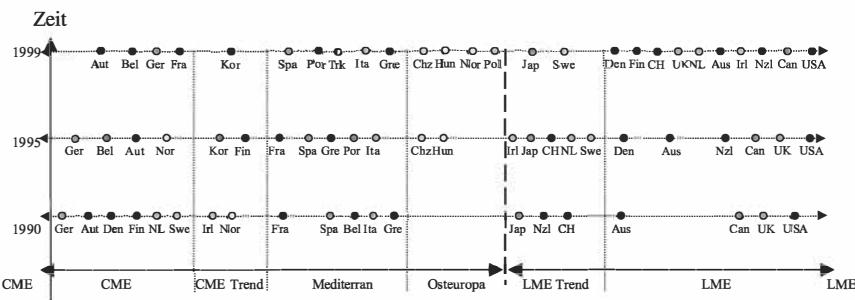 Zeit
1999
Aut Bel Ger Fra Kor Spa Por Trk Ita Gre Chz Hun Nor Pol Jap Swe Den Fin CH UK NL Aus Irl Nzl Can USA
1995
Ger Bel Aut Nor Kor Fin Fra Spa Gre Por Ita Chz Hun Irl Jap CH NL Swe Den Aus Nzl Can UK USA
1990
Ger Aut Den Fin NL Swe Irl Nor Fra Spa Bel Ita Gre Jap Nzl CH Aus Can UK USA
CME CME CME Trend Mediterran Osteuropa LME Trend LME LME